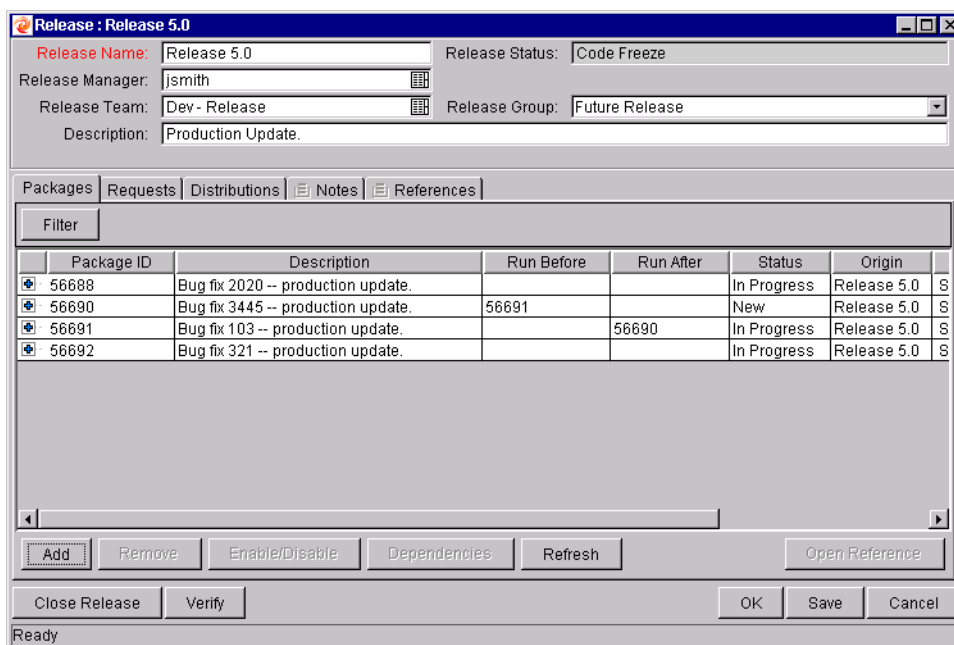 Release : Release 5.0
Release Name: Release 5.0 Release Status: Code Freeze
Release Manager: jsmith
Release Team: Dev - Release Release Group: Future Release
Description: Production Update.
Packages Requests Distributions Notes References
Filter
Package ID Description Run Before Run After Status Origin
56688 Bug fix 2020 -- production update. In Progress Release 5.0 S
56690 Bug fix 3445 -- production update. 56691 New Release 5.0 S
56691 Bug fix 103 -- production update. 56690 In Progress Release 5.0 S
56692 Bug fix 321 -- production update. In Progress Release 5.0 S
Add Remove Enable/Disable Dependencies Refresh Open Reference
Close Release Verify OK Save Cancel
Ready